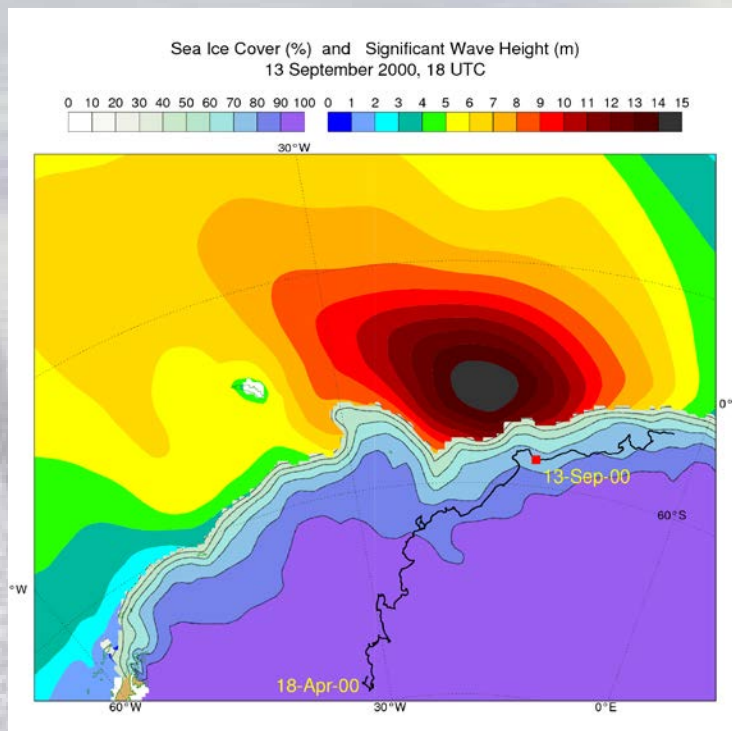 Sea Ice Cover (%) and Significant Wave Height (m)
13 September 2000, 18 UTC
0 10 20 30 40 50 60 70 80 90 100 0 1 2 3 4 5 6 7 8 9 10 11 12 13 14 15
30°W
0°
13-Sep-00
60°S
°W
18-Apr-00
60°W 30°W 0°E